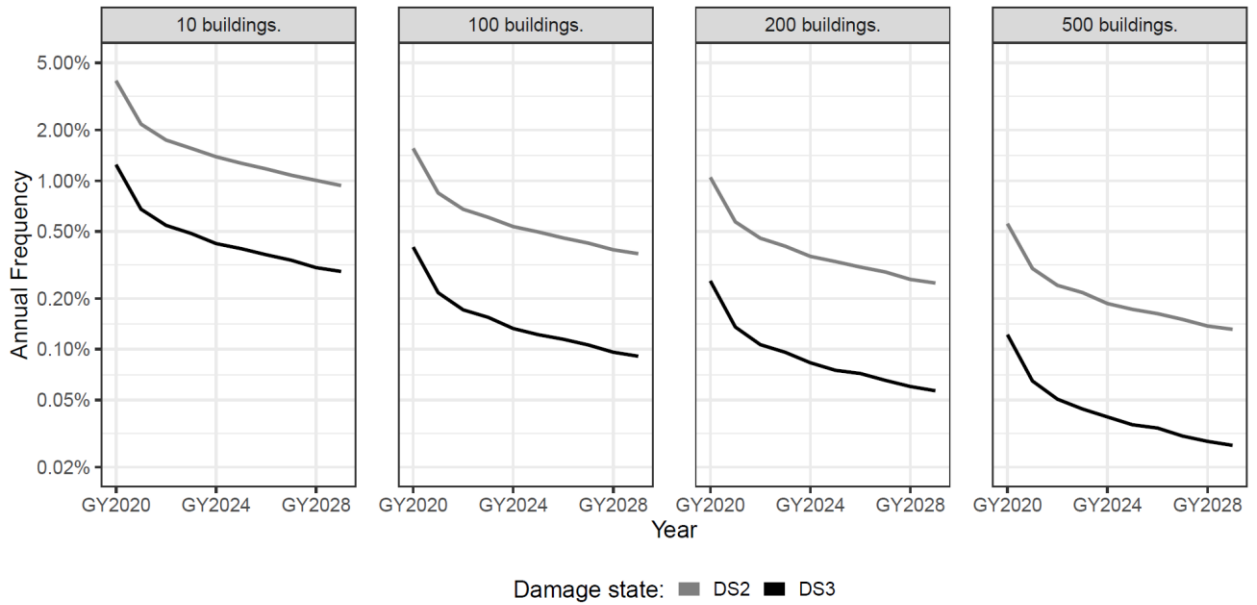 10 buildings.
100 buildings.
200 buildings.
500 buildings.
Annual Frequency
5.00%
2.00%
1.00%
0.50%
0.20%
0.10%
0.05%
0.02%
GY2020 GY2024 GY2028
GY2020 GY2024 GY2028
GY2020 GY2024 GY2028
GY2020 GY2024 GY2028
Year
Damage state: DS2 DS3